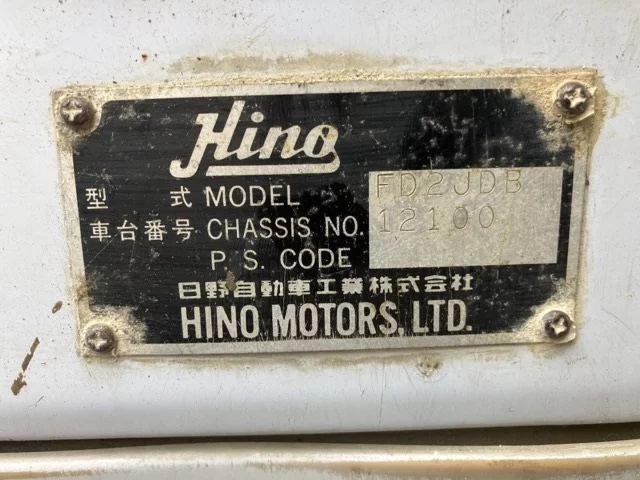 Hino
型 式 MODEL FD2JDB
車台番号 CHASSIS NO. 12100
P. S. CODE
日野自動車工業株式会社
HINO MOTORS, LTD.